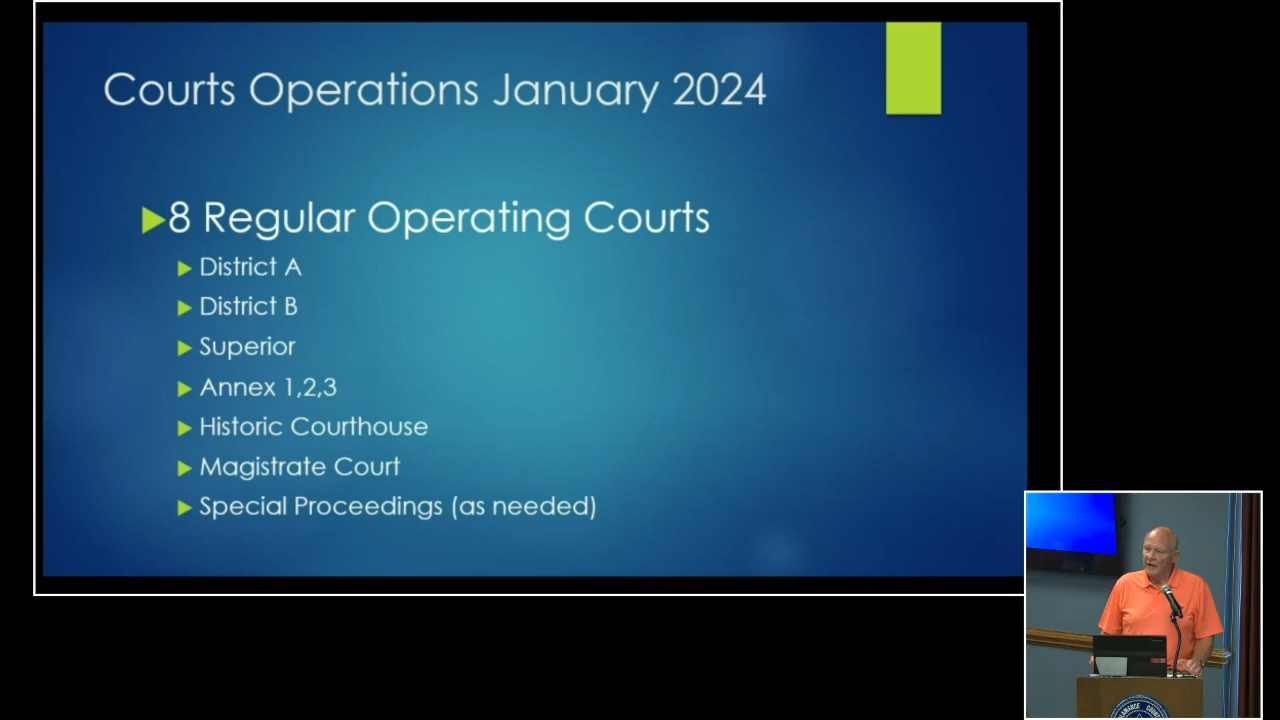 Courts Operations January 2024
8 Regular Operating Courts
District A
District B
Superior
Annex 1,2,3
Historic Courthouse
Magistrate Court
Special Proceedings (as needed)